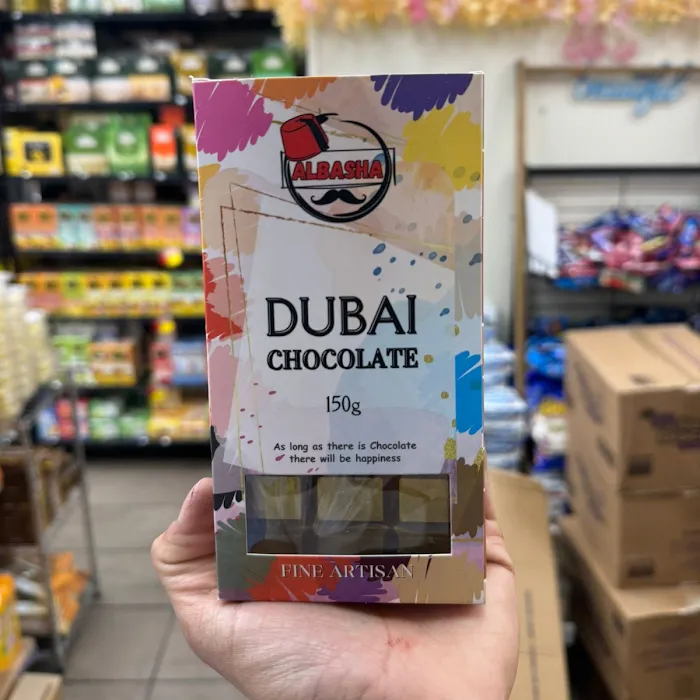 ALBASHA
DUBAI
CHOCOLATE
150g
As long as there is Chocolate
there will be happiness
FINE ARTISAN